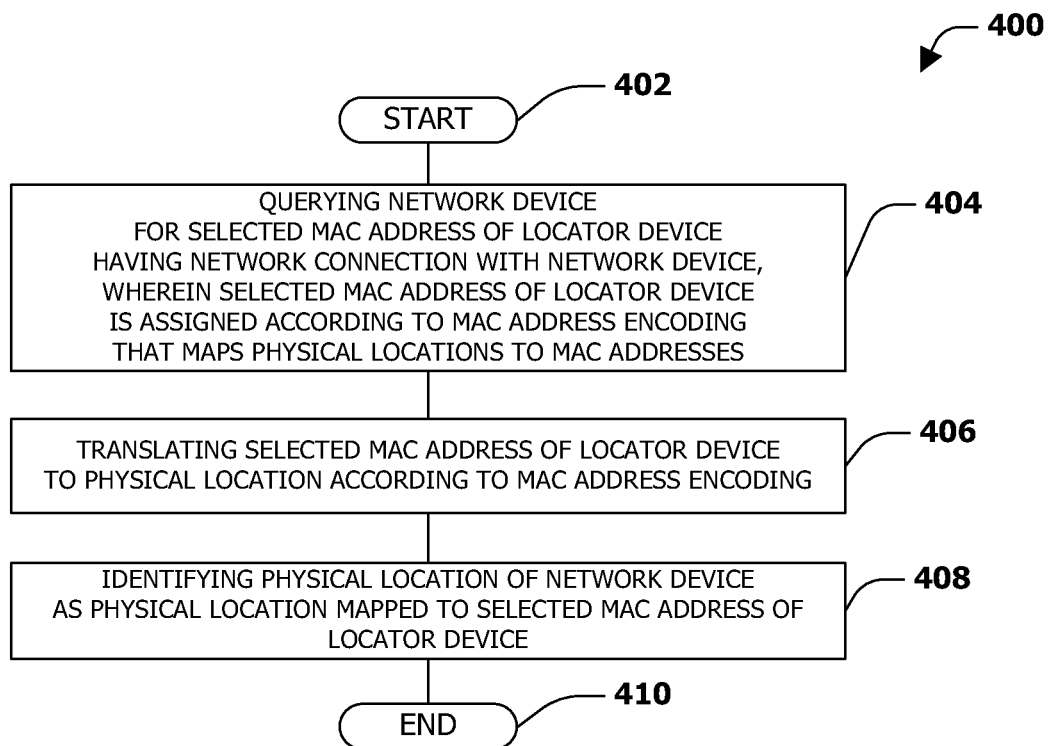 400
402
START
QUERYING NETWORK DEVICE
FOR SELECTED MAC ADDRESS OF LOCATOR DEVICE
HAVING NETWORK CONNECTION WITH NETWORK DEVICE,
WHEREIN SELECTED MAC ADDRESS OF LOCATOR DEVICE
IS ASSIGNED ACCORDING TO MAC ADDRESS ENCODING
THAT MAPS PHYSICAL LOCATIONS TO MAC ADDRESSES
404
TRANSLATING SELECTED MAC ADDRESS OF LOCATOR DEVICE
TO PHYSICAL LOCATION ACCORDING TO MAC ADDRESS ENCODING
406
IDENTIFYING PHYSICAL LOCATION OF NETWORK DEVICE
AS PHYSICAL LOCATION MAPPED TO SELECTED MAC ADDRESS OF
LOCATOR DEVICE
408
END
410